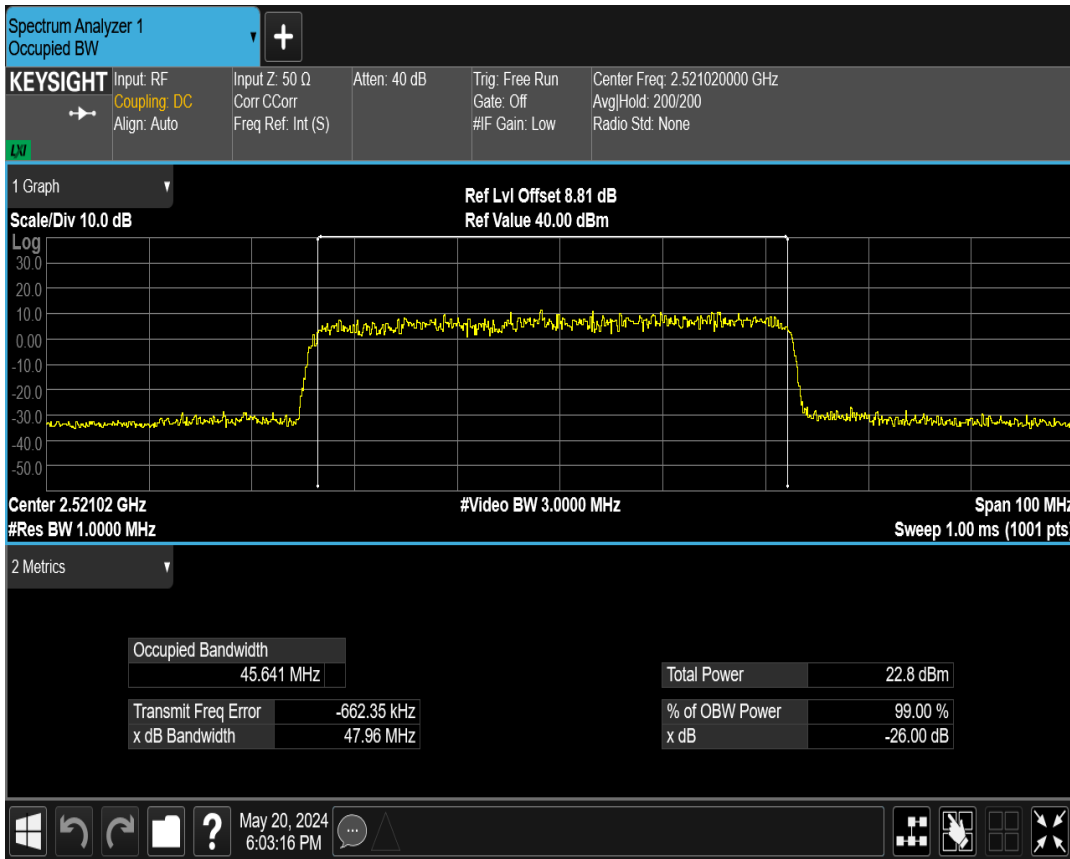 Spectrum Analyzer 1
Occupied BW
KEYSIGHT
LXI
Input: RF
Coupling: DC
Align: Auto
Input Z: 50 Ω
Corr CCorr
Freq Ref: Int (S)
Atten: 40 dB
Trig: Free Run
Gate: Off
#IF Gain: Low
Center Freq: 2.521020000 GHz
Avg|Hold: 200/200
Radio Std: None
1 Graph
Scale/Div 10.0 dB
Ref Lvl Offset 8.81 dB
Ref Value 40.00 dBm
Log
30.0
20.0
10.0
0.00
-10.0
-20.0
-30.0
-40.0
-50.0
Center 2.52102 GHz
#Video BW 3.0000 MHz
Span 100 MHz
#Res BW 1.0000 MHz
Sweep 1.00 ms (1001 pts)
2 Metrics
Occupied Bandwidth
45.641 MHz
Total Power 22.8 dBm
Transmit Freq Error -662.35 kHz
% of OBW Power 99.00 %
x dB Bandwidth 47.96 MHz
x dB -26.00 dB
?
May 20, 2024
6:03:16 PM